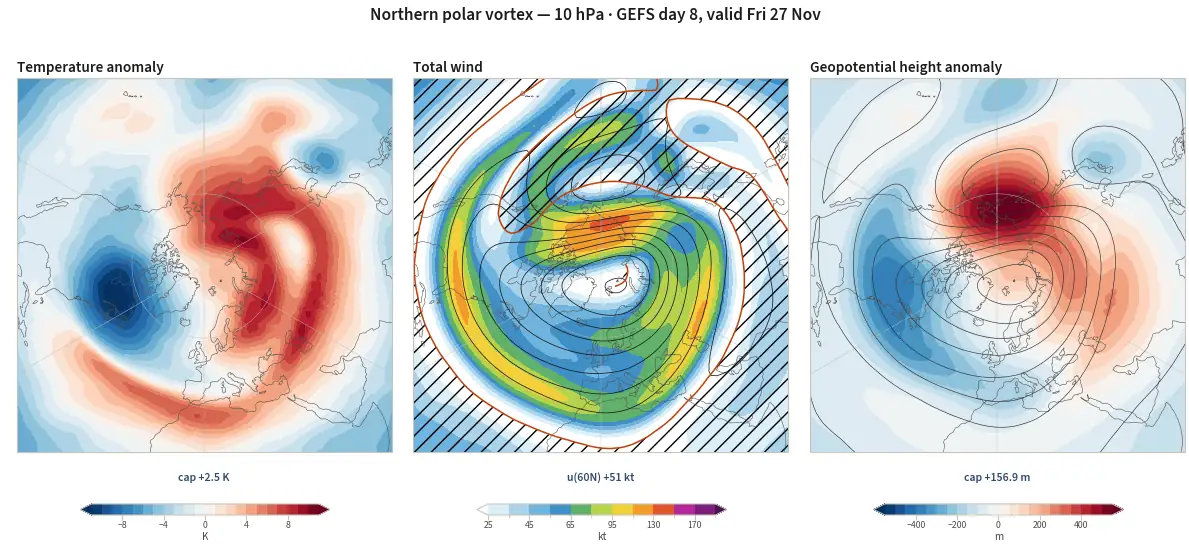 Northern polar vortex — 10 hPa · GEFS day 8, valid Fri 27 Nov
Temperature anomaly
Total wind
Geopotential height anomaly
cap +2.5 K
u(60N) +51 kt
cap +156.9 m
−8 −4 0 4 8
K
25 45 65 95 130 170
kt
−400 −200 0 200 400
m